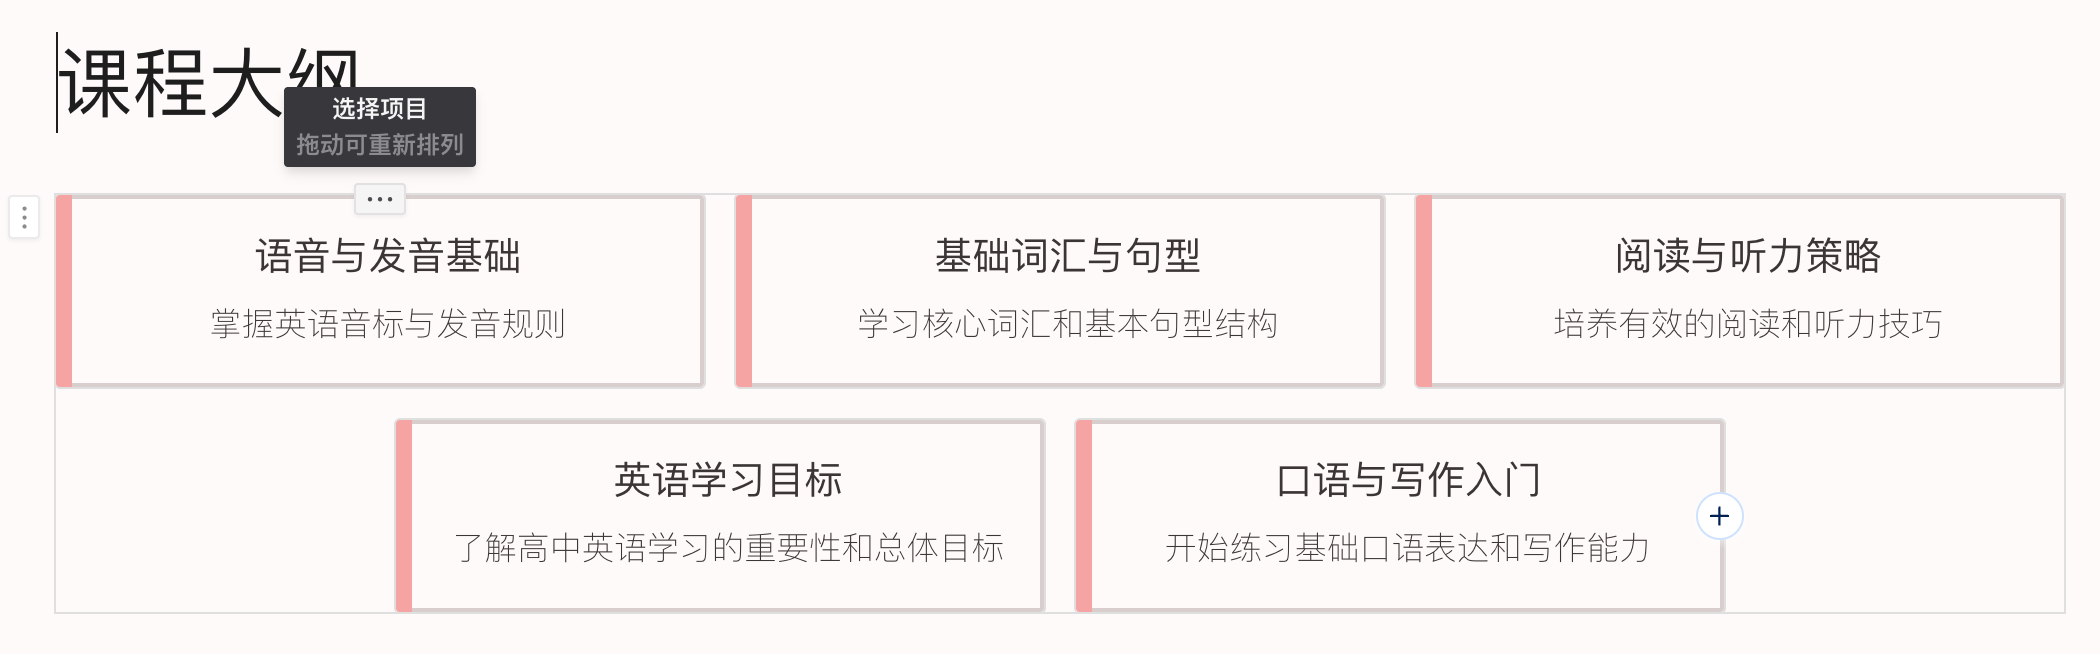 课程大纲
选择项目
拖动可重新排列
语音与发音基础
掌握英语音标与发音规则
基础词汇与句型
学习核心词汇和基本句型结构
阅读与听力策略
培养有效的阅读和听力技巧
英语学习目标
了解高中英语学习的重要性和总体目标
口语与写作入门
开始练习基础口语表达和写作能力